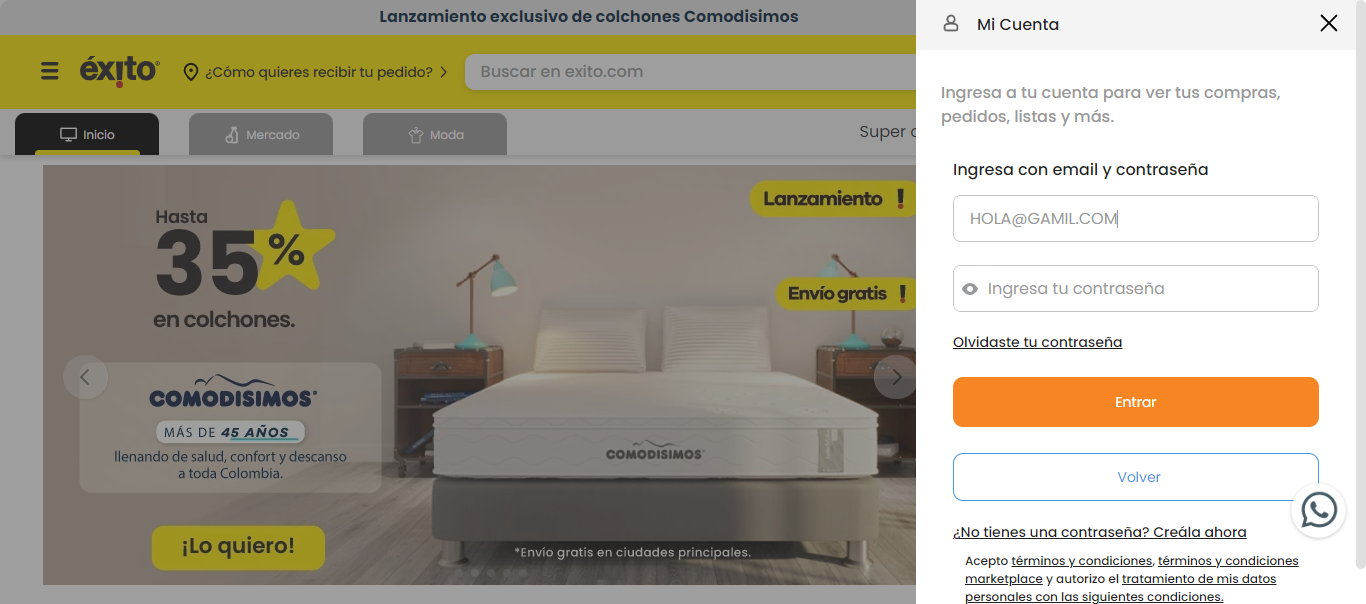 Lanzamiento exclusivo de colchones Comodisimos
éxito
¿Cómo quieres recibir tu pedido?
Buscar en exito.com
Inicio
Mercado
Moda
Super
Hasta
35%
en colchones.
COMODISIMOS
MÁS DE 45 AÑOS
llenando de salud, confort y descanso
a toda Colombia.
¡Lo quiero!
Lanzamiento !
Envío gratis !
COMODISIMOS
*Envío gratis en ciudades principales.
Mi Cuenta
Ingresa a tu cuenta para ver tus compras,
pedidos, listas y más.
Ingresa con email y contraseña
HOLA@GAMIL.COM
Ingresa tu contraseña
Olvidaste tu contraseña
Entrar
Volver
¿No tienes una contraseña? Creála ahora
Acepto términos y condiciones, términos y condiciones
marketplace y autorizo el tratamiento de mis datos
personales con las siguientes condiciones.